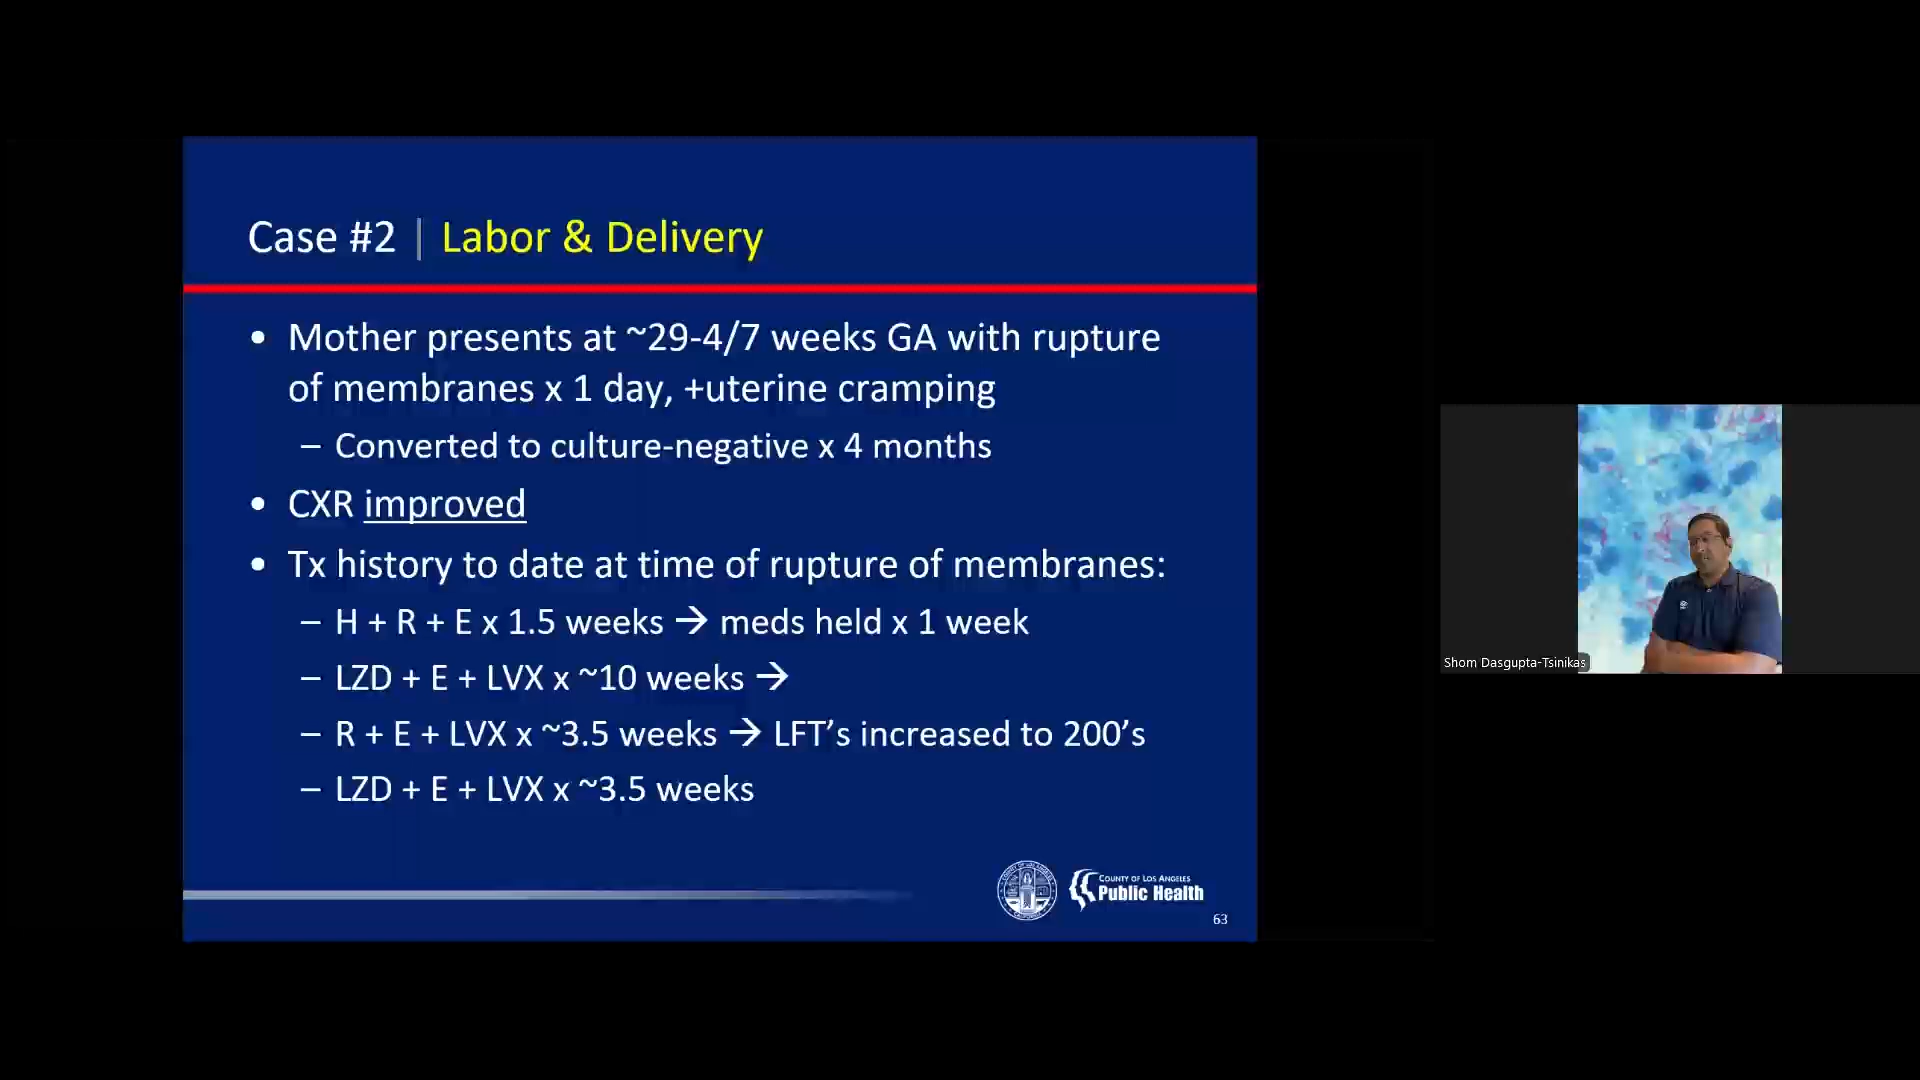 Case #2 | Labor & Delivery
• Mother presents at ~29-4/7 weeks GA with rupture
of membranes x 1 day, +uterine cramping
– Converted to culture-negative x 4 months
• CXR improved
• Tx history to date at time of rupture of membranes:
– H + R + E x 1.5 weeks → meds held x 1 week
– LZD + E + LVX x ~10 weeks →
– R + E + LVX x ~3.5 weeks → LFT’s increased to 200’s
– LZD + E + LVX x ~3.5 weeks
County of Los Angeles
Public Health
63
Shom Dasgupta-Tsinikas